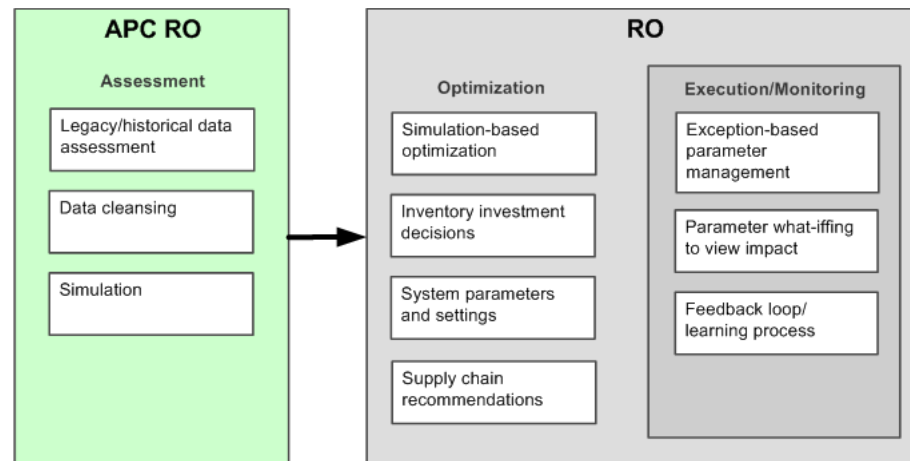 APC RO
Assessment
Legacy/historical data
assessment
Data cleansing
Simulation
RO
Optimization
Simulation-based
optimization
Inventory investment
decisions
System parameters
and settings
Supply chain
recommendations
Execution/Monitoring
Exception-based
parameter
management
Parameter what-iffing
to view impact
Feedback loop/
learning process